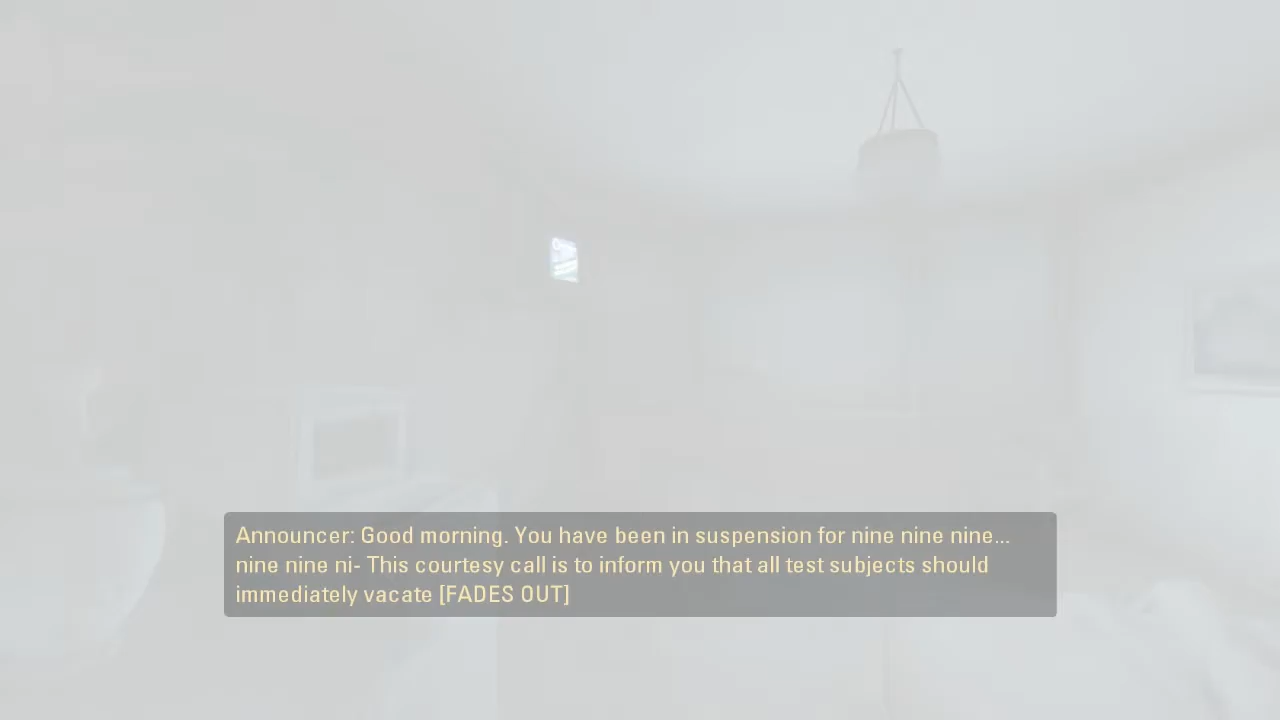 Announcer: Good morning. You have been in suspension for nine nine nine...
nine nine ni- This courtesy call is to inform you that all test subjects should
immediately vacate [FADES OUT]